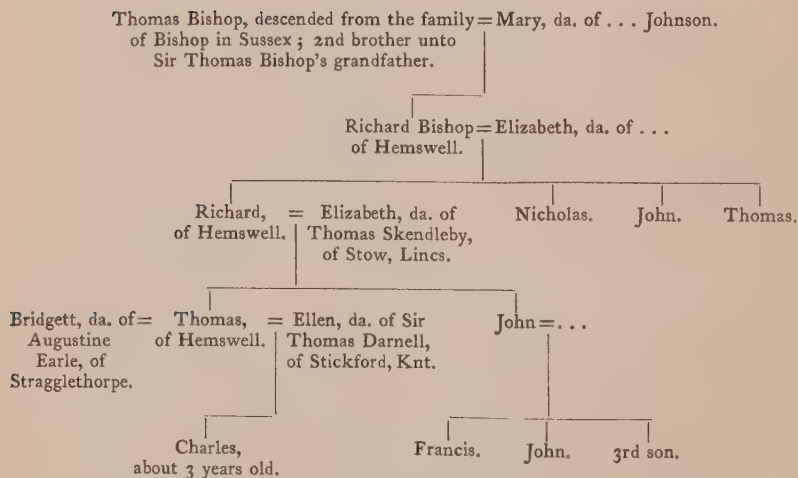 Thomas Bishop, descended from the family = Mary, da. of ... Johnson.
of Bishop in Sussex ; 2nd brother unto
Sir Thomas Bishop's grandfather.
Richard Bishop = Elizabeth, da. of ...
of Hemswell.
Richard, = Elizabeth, da. of Nicholas. John. Thomas.
of Hemswell. Thomas Skendleby,
of Stow, Lincs.
Bridgett, da. of = Thomas, = Ellen, da. of Sir John = ...
Augustine of Hemswell. Thomas Darnell,
Earle, of of Stickford, Knt.
Stragglethorpe.
Charles, Francis. John. 3rd son.
about 3 years old.